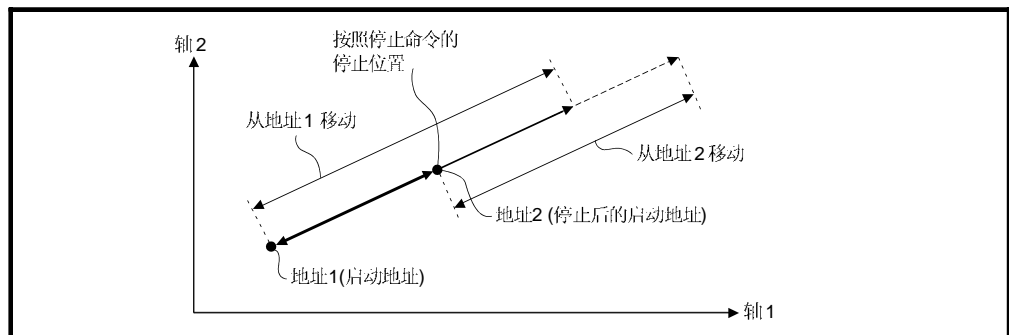 轴2
按照停止命令的
停止位置
从地址1 移动
从地址2 移动
地址2 (停止后的启动地址)
地址1(启动地址)
轴1